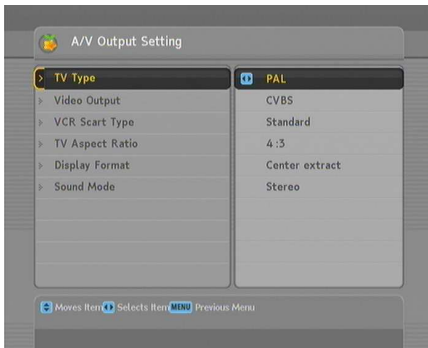 A/V Output Setting
TV Type PAL
Video Output CVBS
VCR Scart Type Standard
TV Aspect Ratio 4:3
Display Format Center extract
Sound Mode Stereo
Moves Item Selects Item MENU Previous Menu